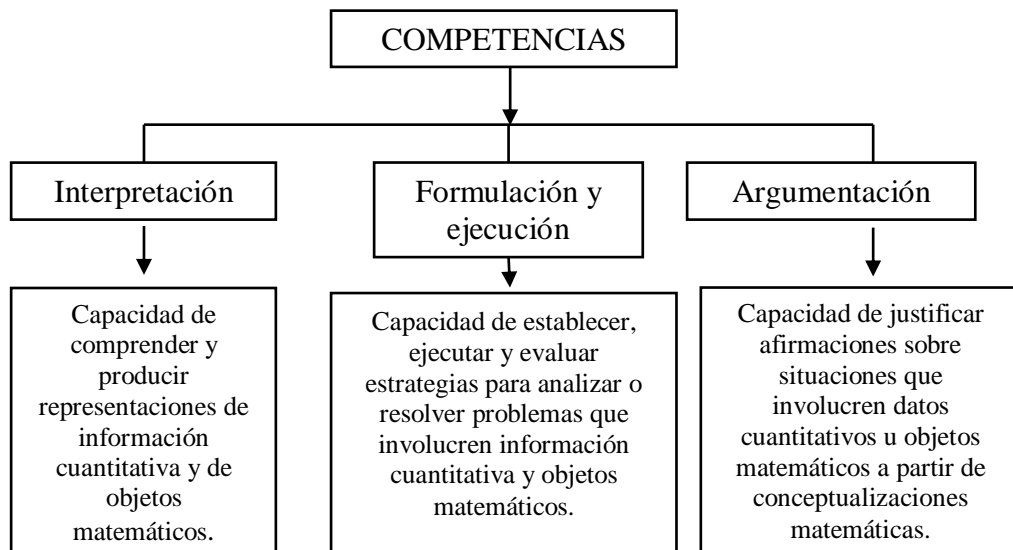 COMPETENCIAS
Interpretación
Formulación y
ejecución
Argumentación
Capacidad de
comprender y
producir
representaciones de
información
cuantitativa y de
objetos
matemáticos.
Capacidad de establecer,
ejecutar y evaluar
estrategias para analizar o
resolver problemas que
involucren información
cuantitativa y objetos
matemáticos.
Capacidad de justificar
afirmaciones sobre
situaciones que
involucren datos
cuantitativos u objetos
matemáticos a partir de
conceptualizaciones
matemáticas.